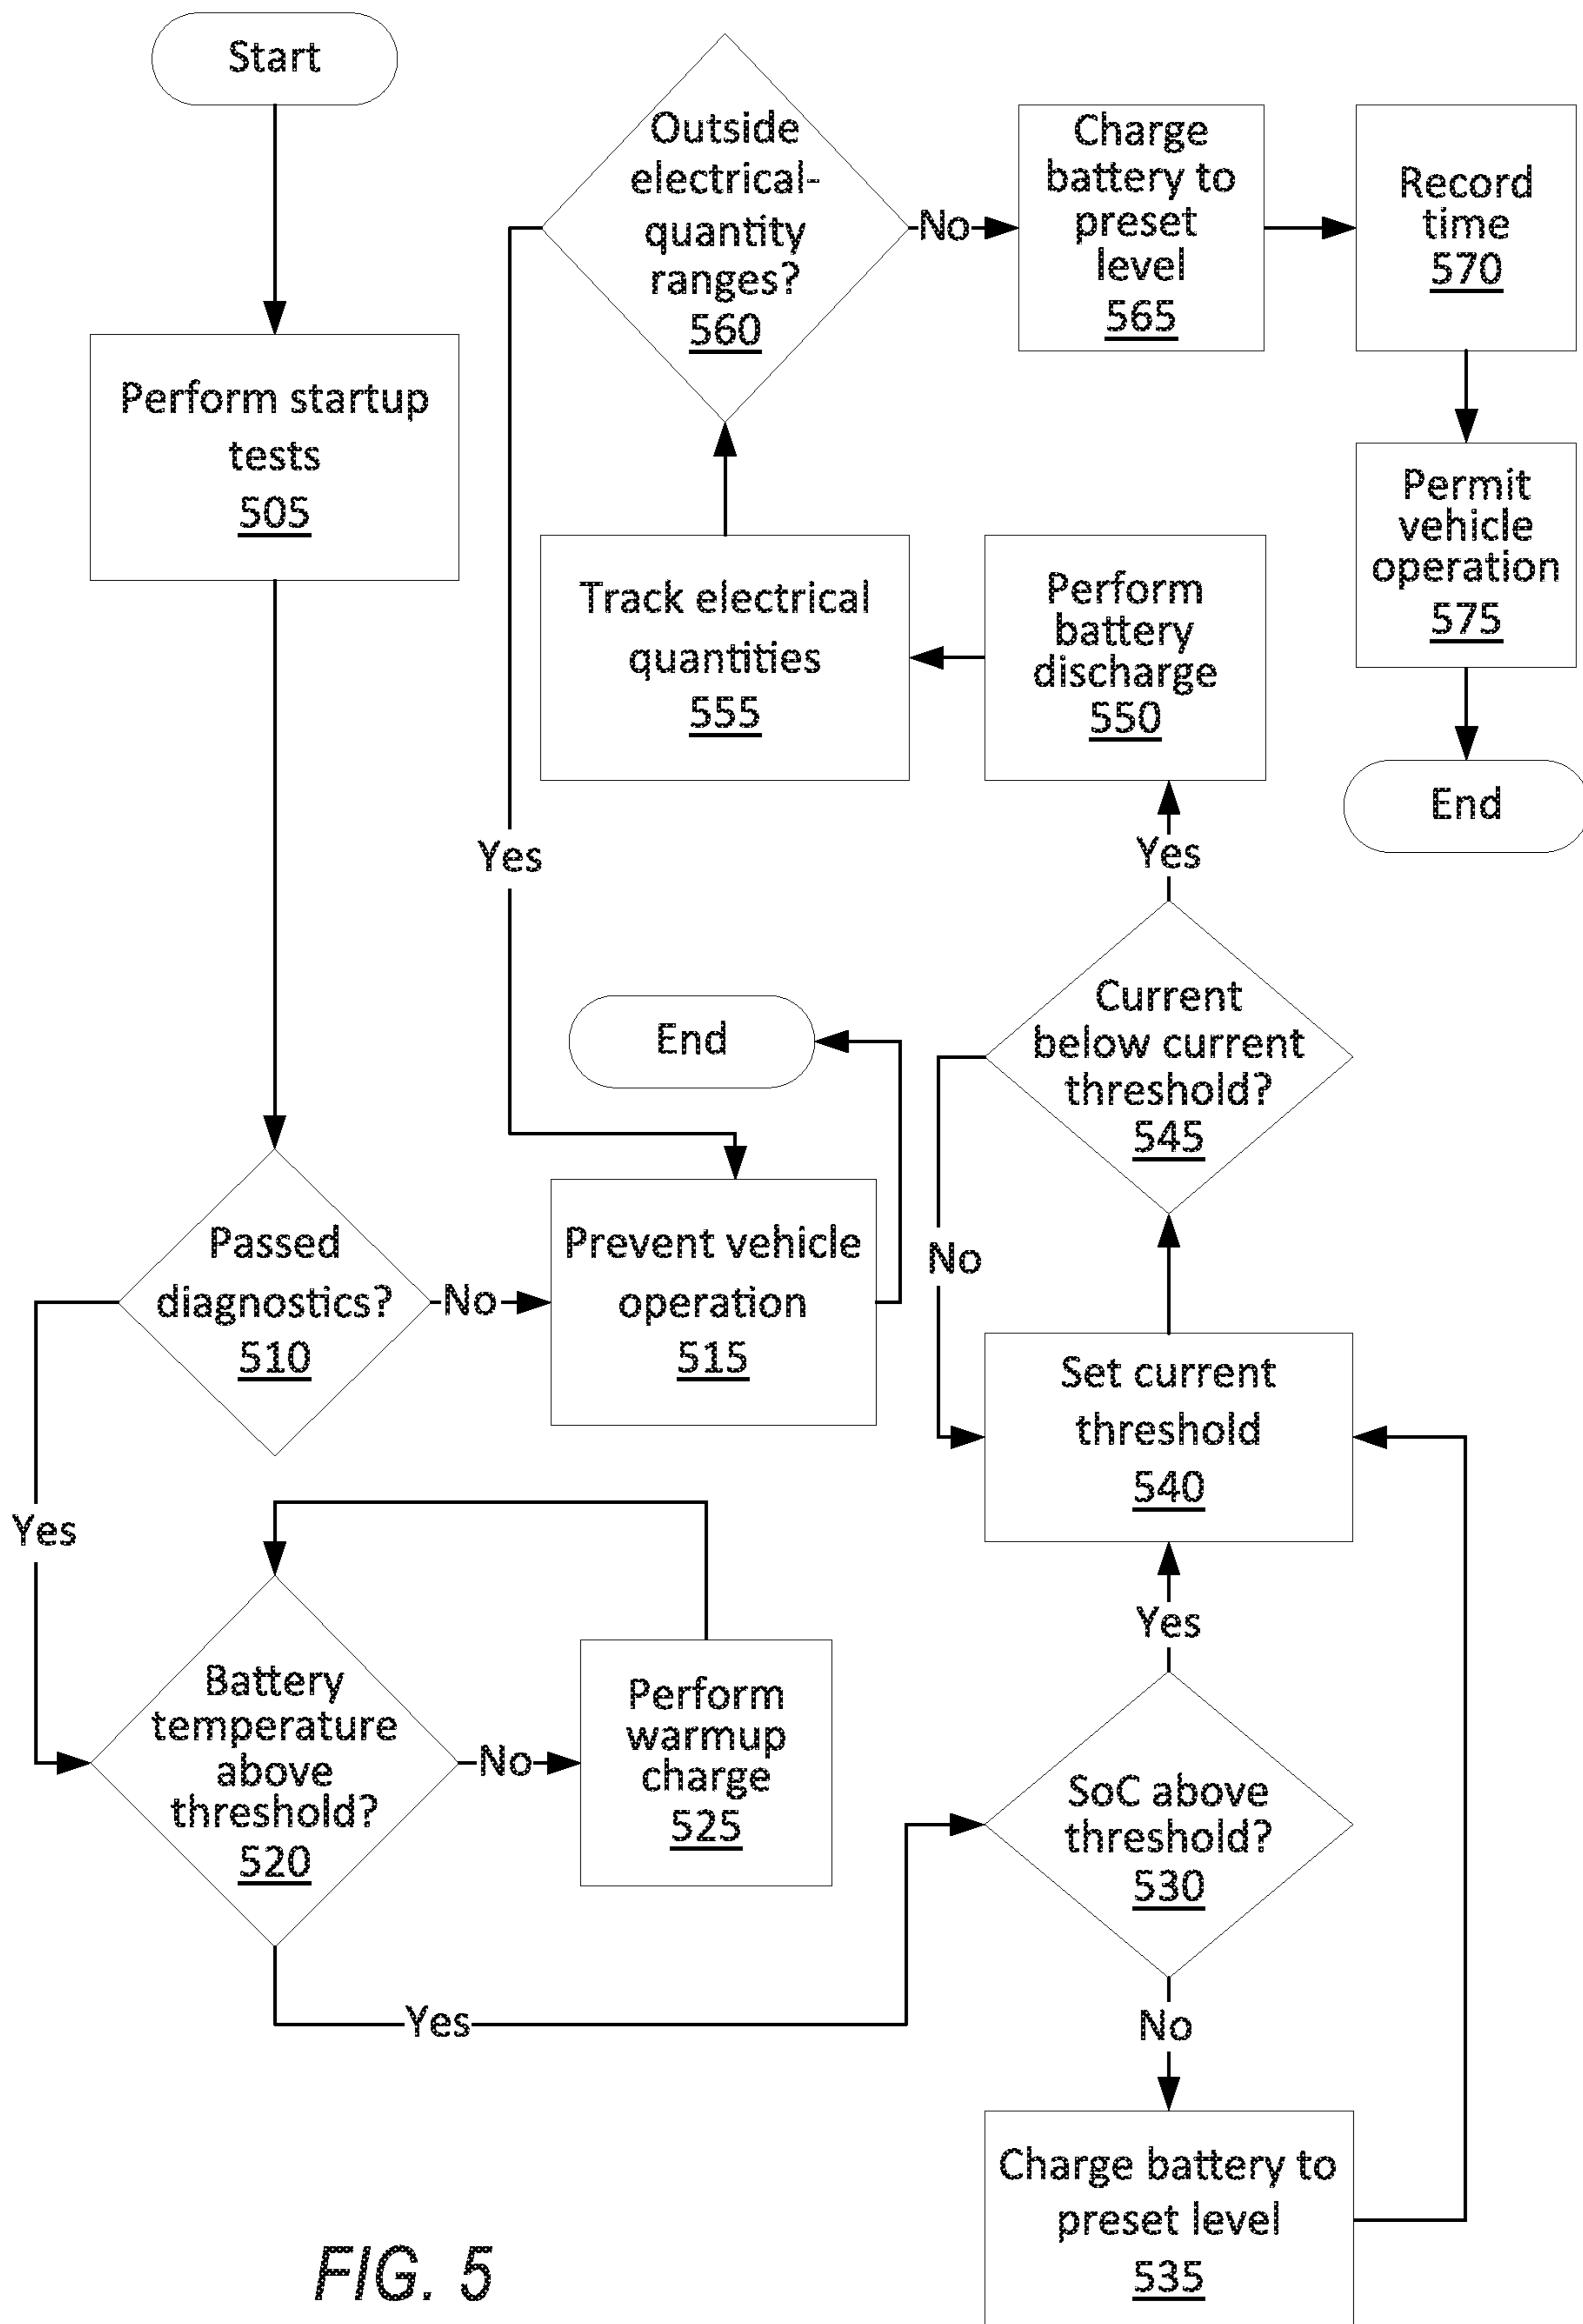 Start
Perform startup
tests
505
Passed
diagnostics?
510
No
Prevent vehicle
operation
515
End
Yes
Battery
temperature
above
threshold?
520
No
Perform
warmup
charge
525
Yes
SoC above
threshold?
530
No
Charge battery to
preset level
535
Yes
Set current
threshold
540
Current
below current
threshold?
545
No
Yes
Perform
battery
discharge
550
Track electrical
quantities
555
Outside
electrical-
quantity
ranges?
560
Yes
No
Charge
battery to
preset
level
565
Record
time
570
Permit
vehicle
operation
575
End
FIG. 5